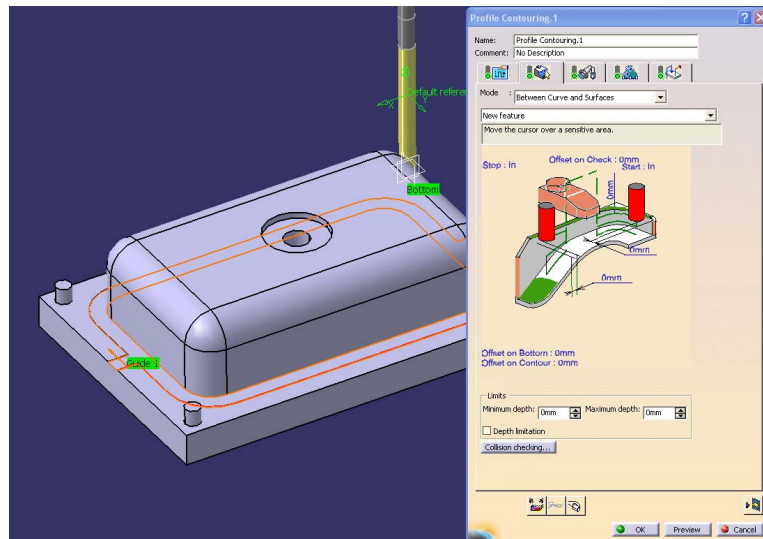 Profile Contouring.1
Name: Profile Contouring.1
Comment: No Description
Mode : Between Curve and Surfaces
New feature
Move the cursor over a sensitive area.
Offset on Check : 0mm
Stop : In
Start : In
0mm
0mm
0mm
Offset on Bottom : 0mm
Offset on Contour : 0mm
Limits
Minimum depth: 0mm Maximum depth: 0mm
Depth limitation
Collision checking...
OK Preview Cancel
Default refere
Y
Bottom
Guide 1